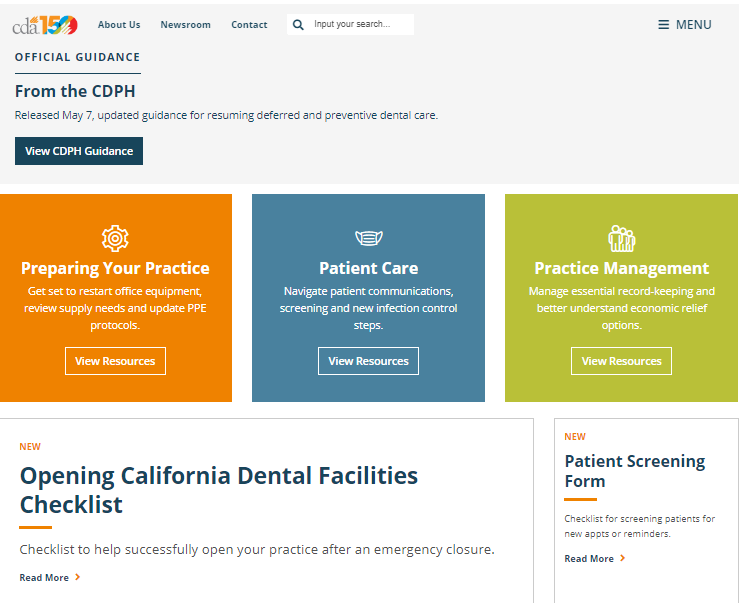 cda 150 About Us Newsroom Contact Input your search... MENU
OFFICIAL GUIDANCE
From the CDPH
Released May 7, updated guidance for resuming deferred and preventive dental care.
View CDPH Guidance
Preparing Your Practice
Get set to restart office equipment,
review supply needs and update PPE
protocols.
View Resources
Patient Care
Navigate patient communications,
screening and new infection control
steps.
View Resources
Practice Management
Manage essential record-keeping and
better understand economic relief
options.
View Resources
NEW
Opening California Dental Facilities
Checklist
Checklist to help successfully open your practice after an emergency closure.
Read More
NEW
Patient Screening
Form
Checklist for screening patients for
new appts or reminders.
Read More